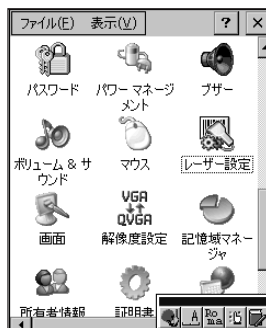 ファイル(F) 表示(V) ? ×
パスワード
パワー マネージ
メント
ブザー
ボリューム & サ
ウンド
マウス
レーザー設定
VGA
QVGA
画面
解像度設定
記憶域マネー
ジャ
所有者情報
証明書
A
Ro
ma